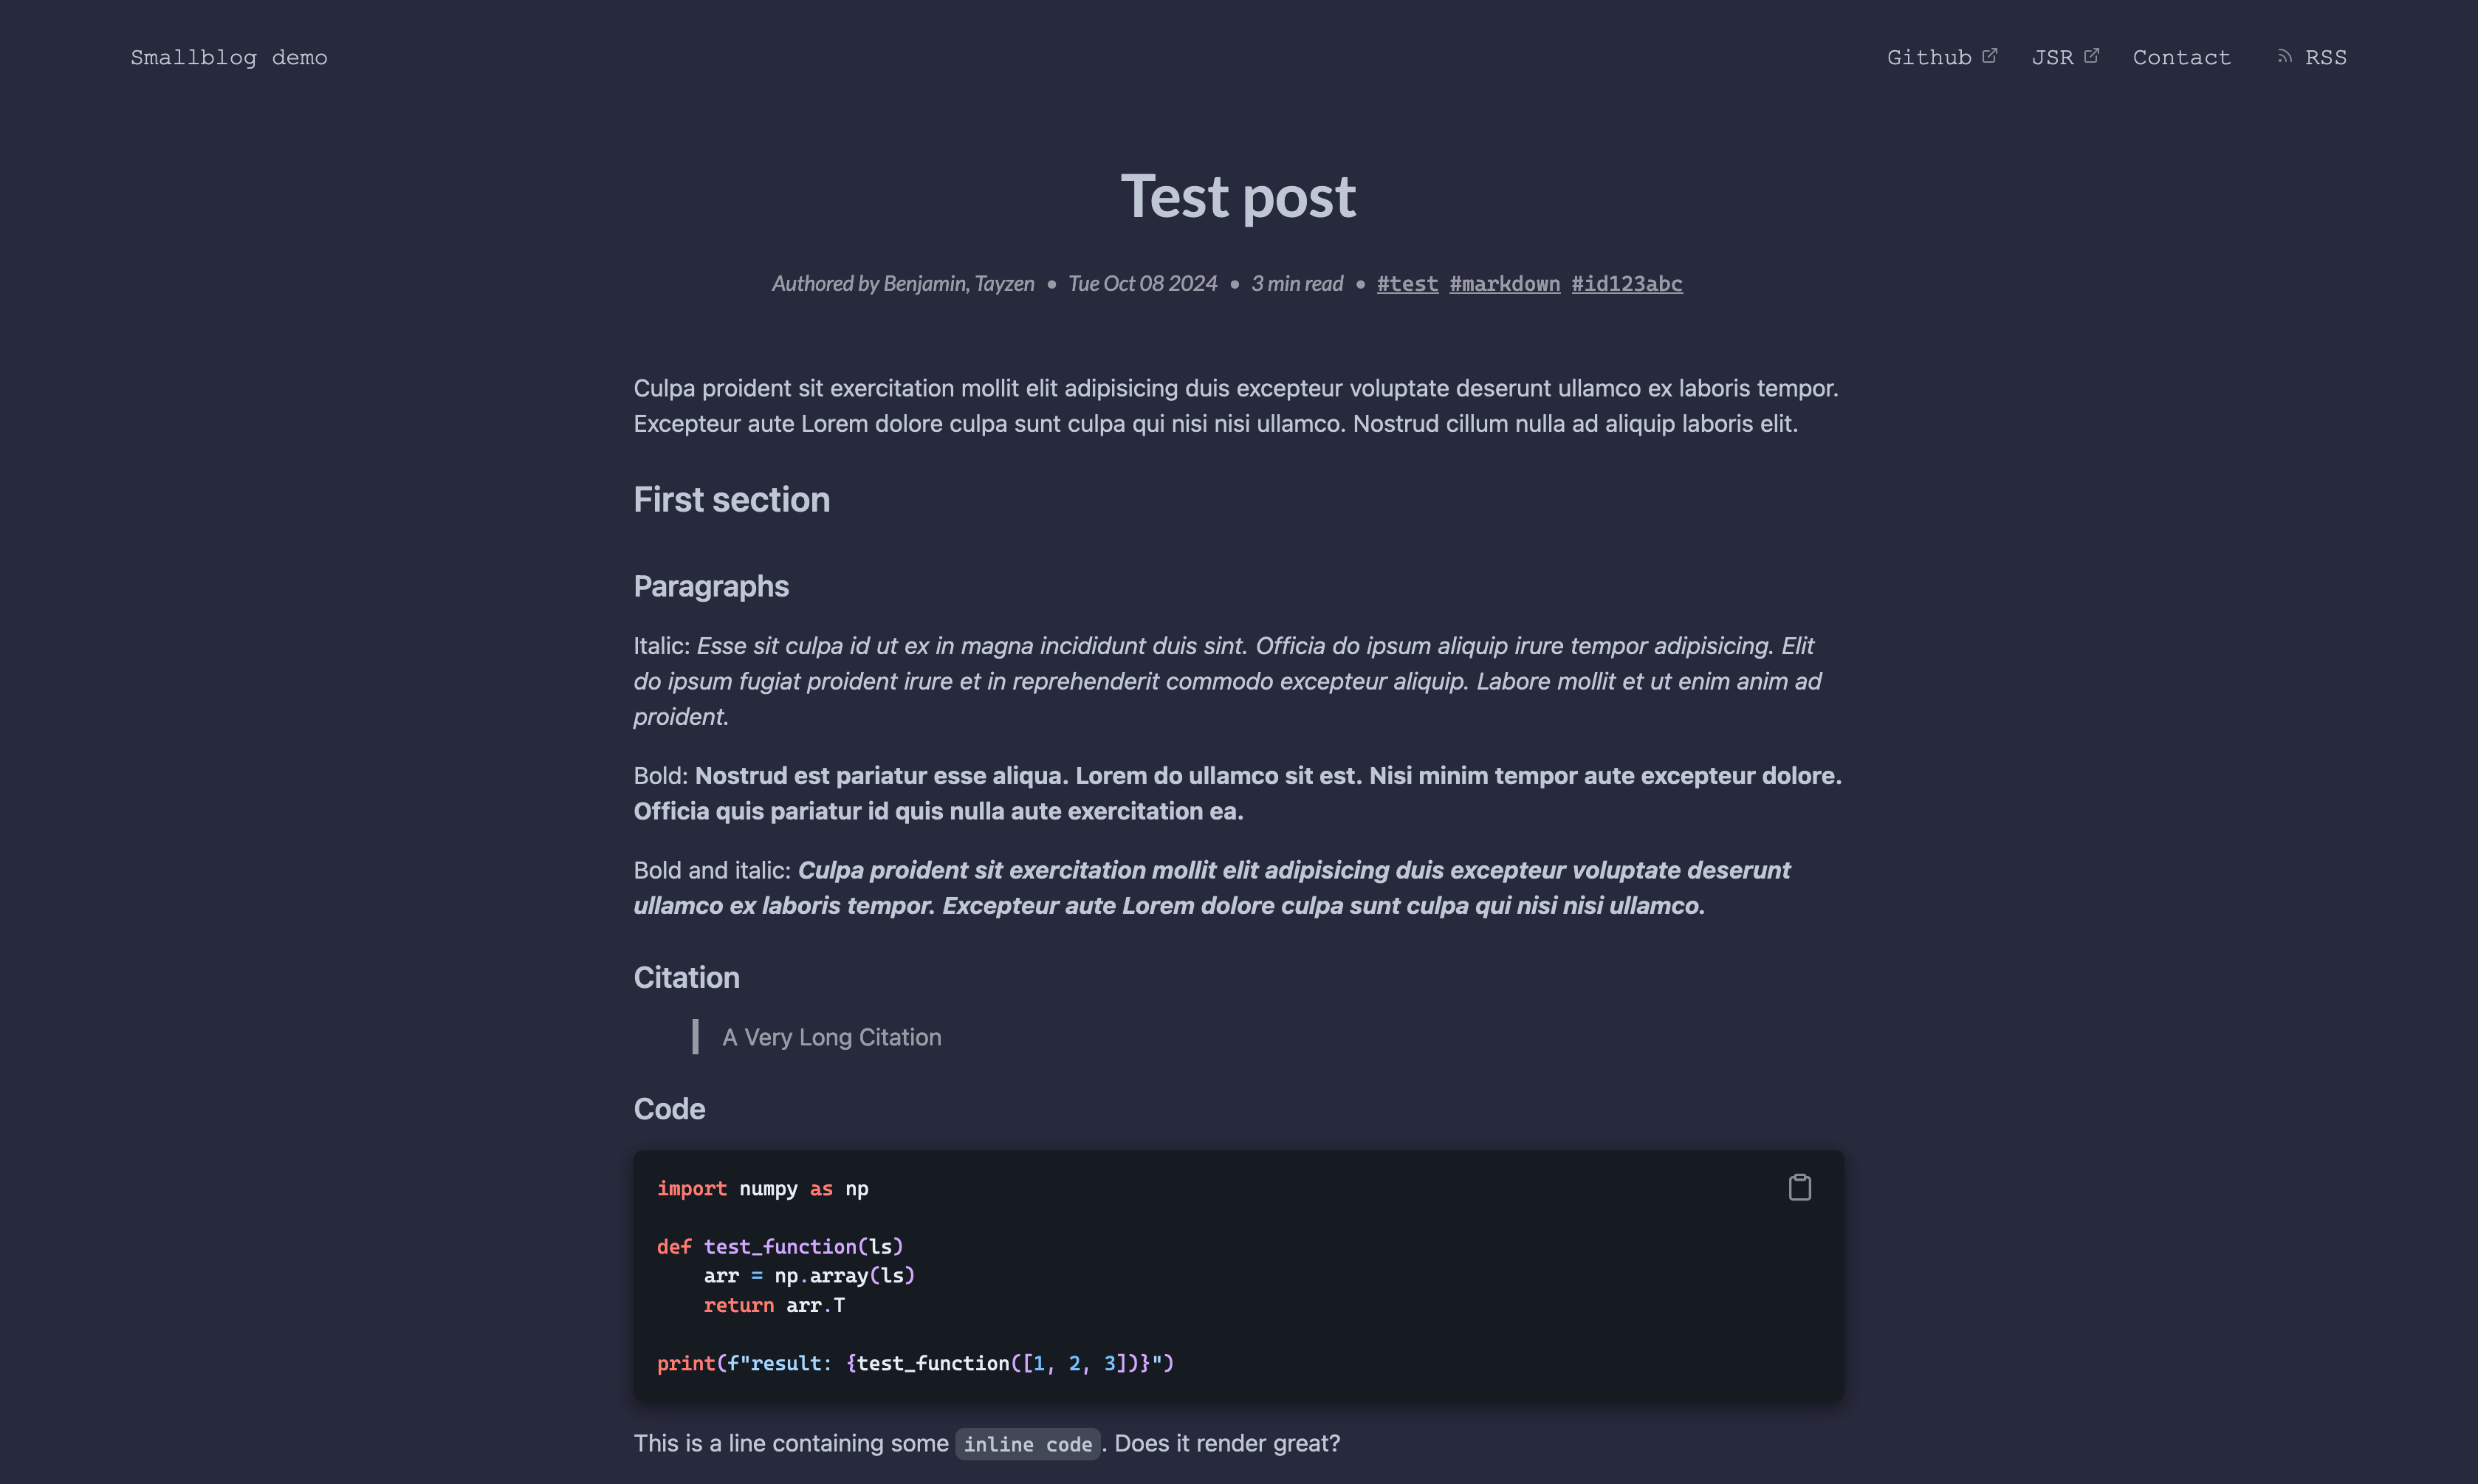 Smallblog demo
Github JSR Contact RSS
Test post
Authored by Benjamin, Tayzen • Tue Oct 08 2024 • 3 min read • #test #markdown #id123abc
Culpa proident sit exercitation mollit elit adipisicing duis excepteur voluptate deserunt ullamco ex laboris tempor.
Excepteur aute Lorem dolore culpa sunt culpa qui nisi nisi ullamco. Nostrud cillum nulla ad aliquip laboris elit.
First section
Paragraphs
Italic: Esse sit culpa id ut ex in magna incididunt duis sint. Officia do ipsum aliquip irure tempor adipisicing. Elit
do ipsum fugiat proident irure et in reprehenderit commodo excepteur aliquip. Labore mollit et ut enim anim ad
proident.
Bold: Nostrud est pariatur esse aliqua. Lorem do ullamco sit est. Nisi minim tempor aute excepteur dolore.
Officia quis pariatur id quis nulla aute exercitation ea.
Bold and italic: Culpa proident sit exercitation mollit elit adipisicing duis excepteur voluptate deserunt
ullamco ex laboris tempor. Excepteur aute Lorem dolore culpa sunt culpa qui nisi nisi ullamco.
Citation
A Very Long Citation
Code
import numpy as np
def test_function(ls)
    arr = np.array(ls)
    return arr.T
print(f"result: {test_function([1, 2, 3])}")
This is a line containing some inline code. Does it render great?